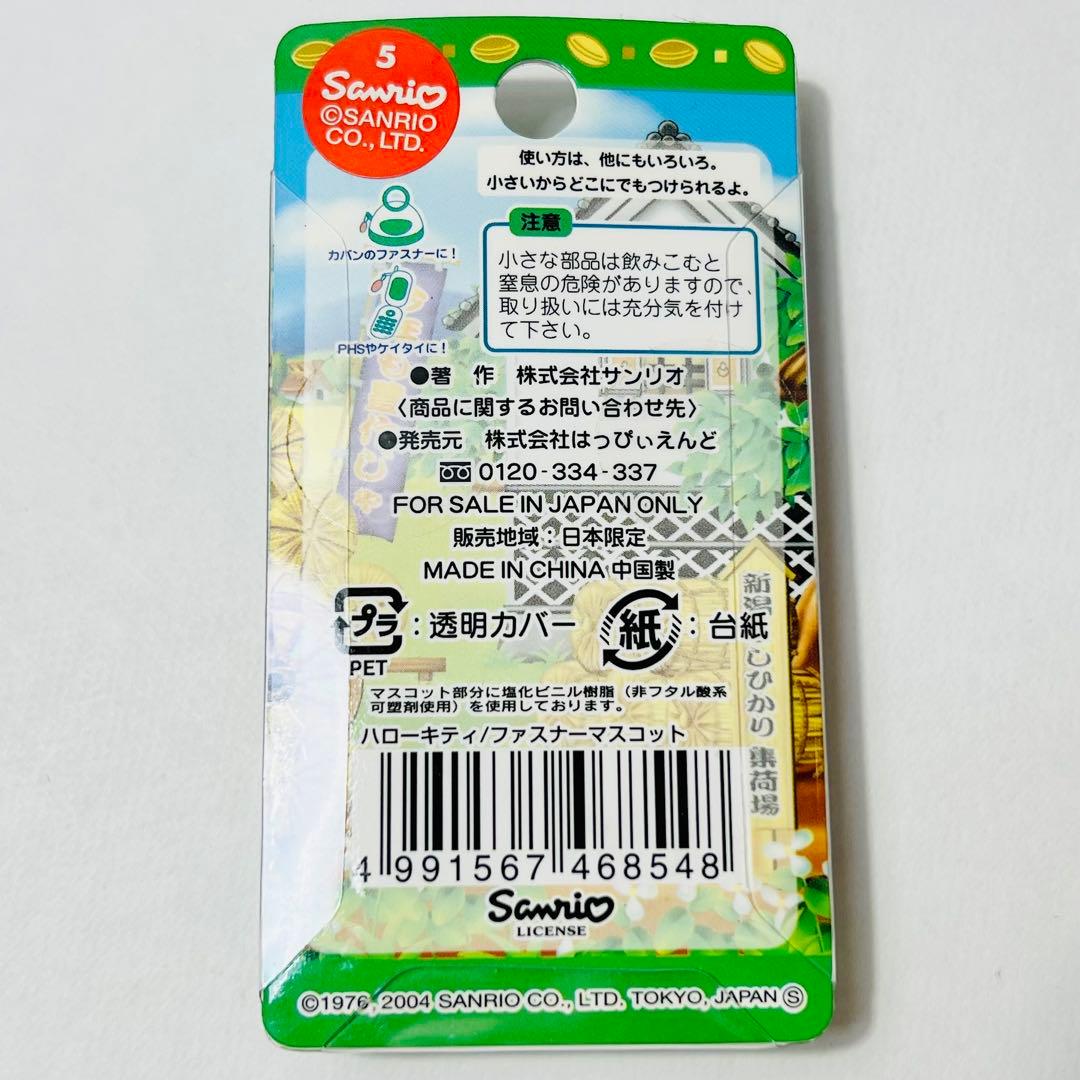 5
Sanrio
©SANRIO
CO., LTD.
使い方は、他にもいろいろ。
小さいからどこにでもつけられるよ。
カバンのファスナーに!
PHSやケイタイに!
注意
小さな部品は飲みこむと
窒息の危険がありますので、
取り扱いには充分気を付け
て下さい。
●著 作 株式会社サンリオ
〈商品に関するお問い合わせ先〉
●発売元 株式会社はっぴぃえんど
0120-334-337
FOR SALE IN JAPAN ONLY
販売地域:日本限定
MADE IN CHINA 中国製
プラ:透明カバー 紙:台紙
PET
マスコット部分に塩化ビニル樹脂(非フタル酸系
可塑剤使用)を使用しております。
ハローキティ/ファスナーマスコット
4 991567 468548
Sanrio
LICENSE
新潟こしひかり 集荷場
©1976, 2004 SANRIO CO., LTD. TOKYO, JAPAN Ⓢ